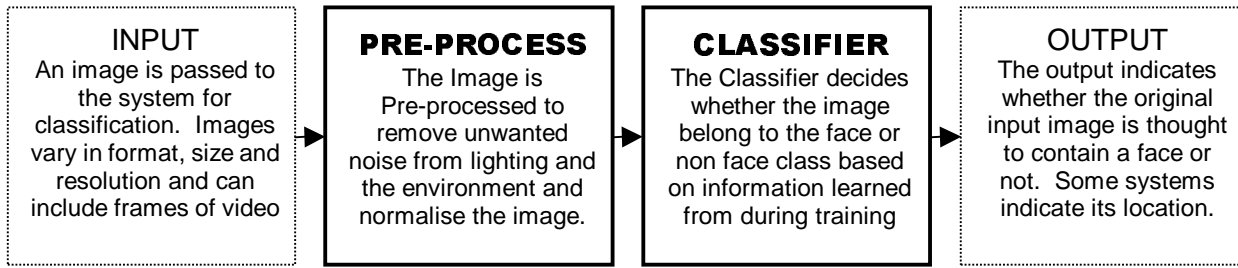 INPUT
An image is passed to
the system for
classification.  Images
vary in format, size and
resolution and can
include frames of video
PRE-PROCESS
The Image is
Pre-processed to
remove unwanted
noise from lighting and
the environment and
normalise the image.
CLASSIFIER
The Classifier decides
whether the image
belong to the face or
non face class based
on information learned
from during training
OUTPUT
The output indicates
whether the original
input image is thought
to contain a face or
not.  Some systems
indicate its location.